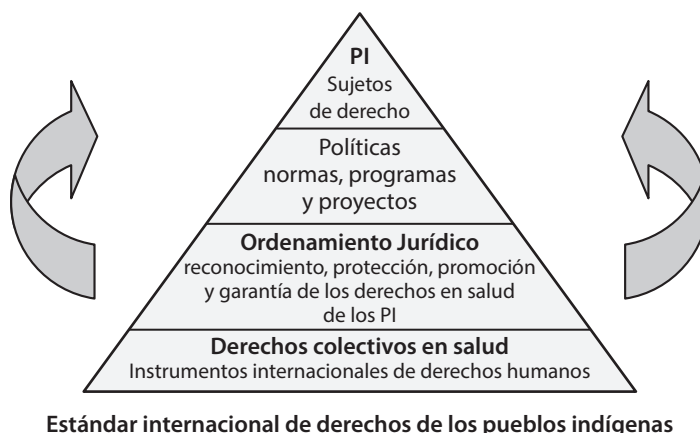 PI
Sujetos
de derecho
Políticas
normas, programas
y proyectos
Ordenamiento Jurídico
reconocimiento, protección, promoción
y garantía de los derechos en salud
de los PI
Derechos colectivos en salud
Instrumentos internacionales de derechos humanos
Estándar internacional de derechos de los pueblos indígenas